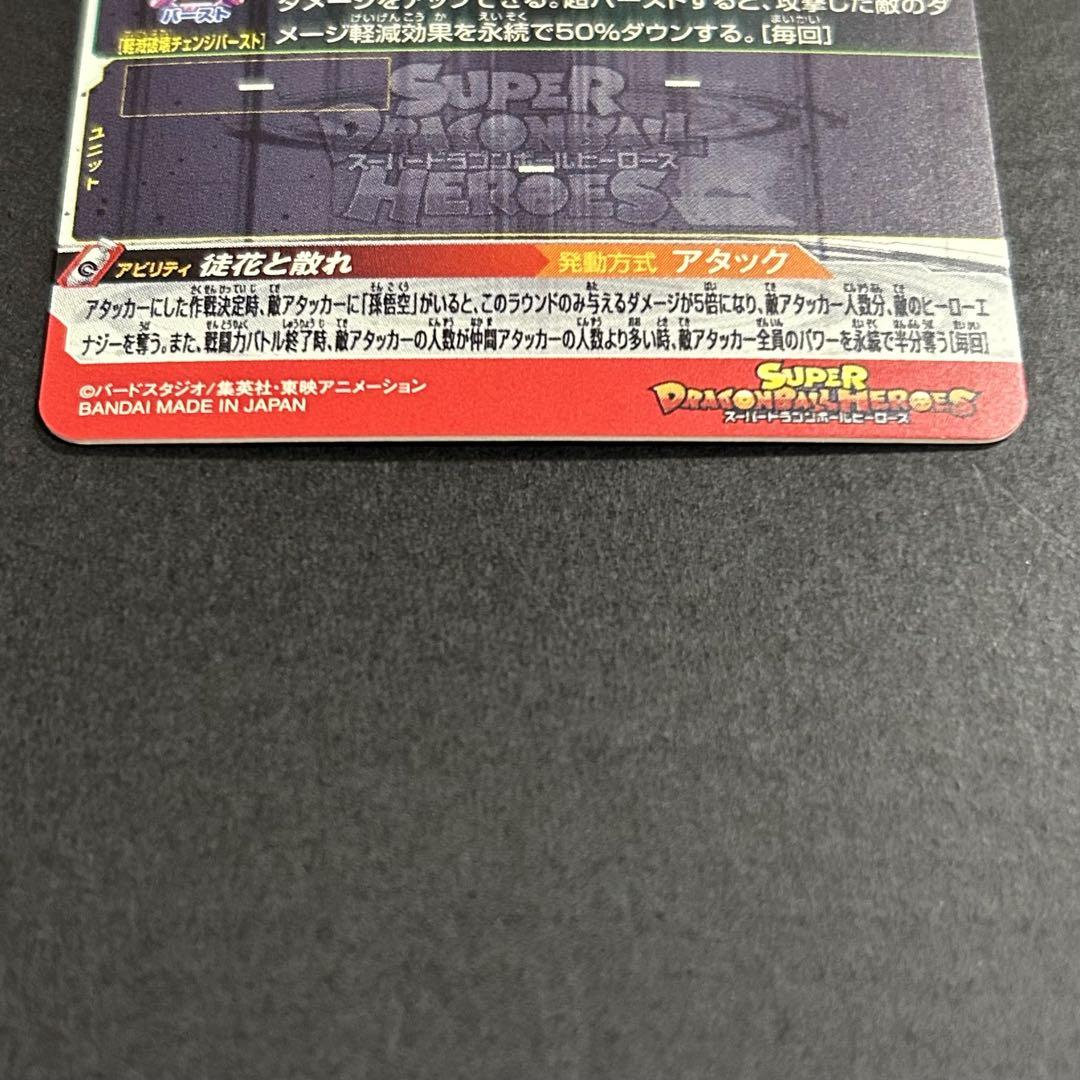 ダメージをアップできる。超バーストすると、攻撃した敵のダ
バースト
[軽減破壊チェンジバースト]
メージ軽減効果を永続で50%ダウンする。[毎回]
ユニット
SUPER
DRAGONBALL
スーパードラゴンボールヒーローズ
HEROES
アビリティ 徒花と散れ 発動方式 アタック
アタッカーにした作戦決定時、敵アタッカーに「孫悟空」がいると、このラウンドのみ与えるダメージが5倍になり、敵アタッカー人数分、敵のヒーローエ
ナジーを奪う。また、戦闘力バトル終了時、敵アタッカーの人数が仲間アタッカーの人数より多い時、敵アタッカー全員のパワーを永続で半分奪う[毎回]
©バードスタジオ/集英社・東映アニメーション
BANDAI MADE IN JAPAN
SUPER
DRAGONBALL HEROES
スーパードラゴンボールヒーローズ